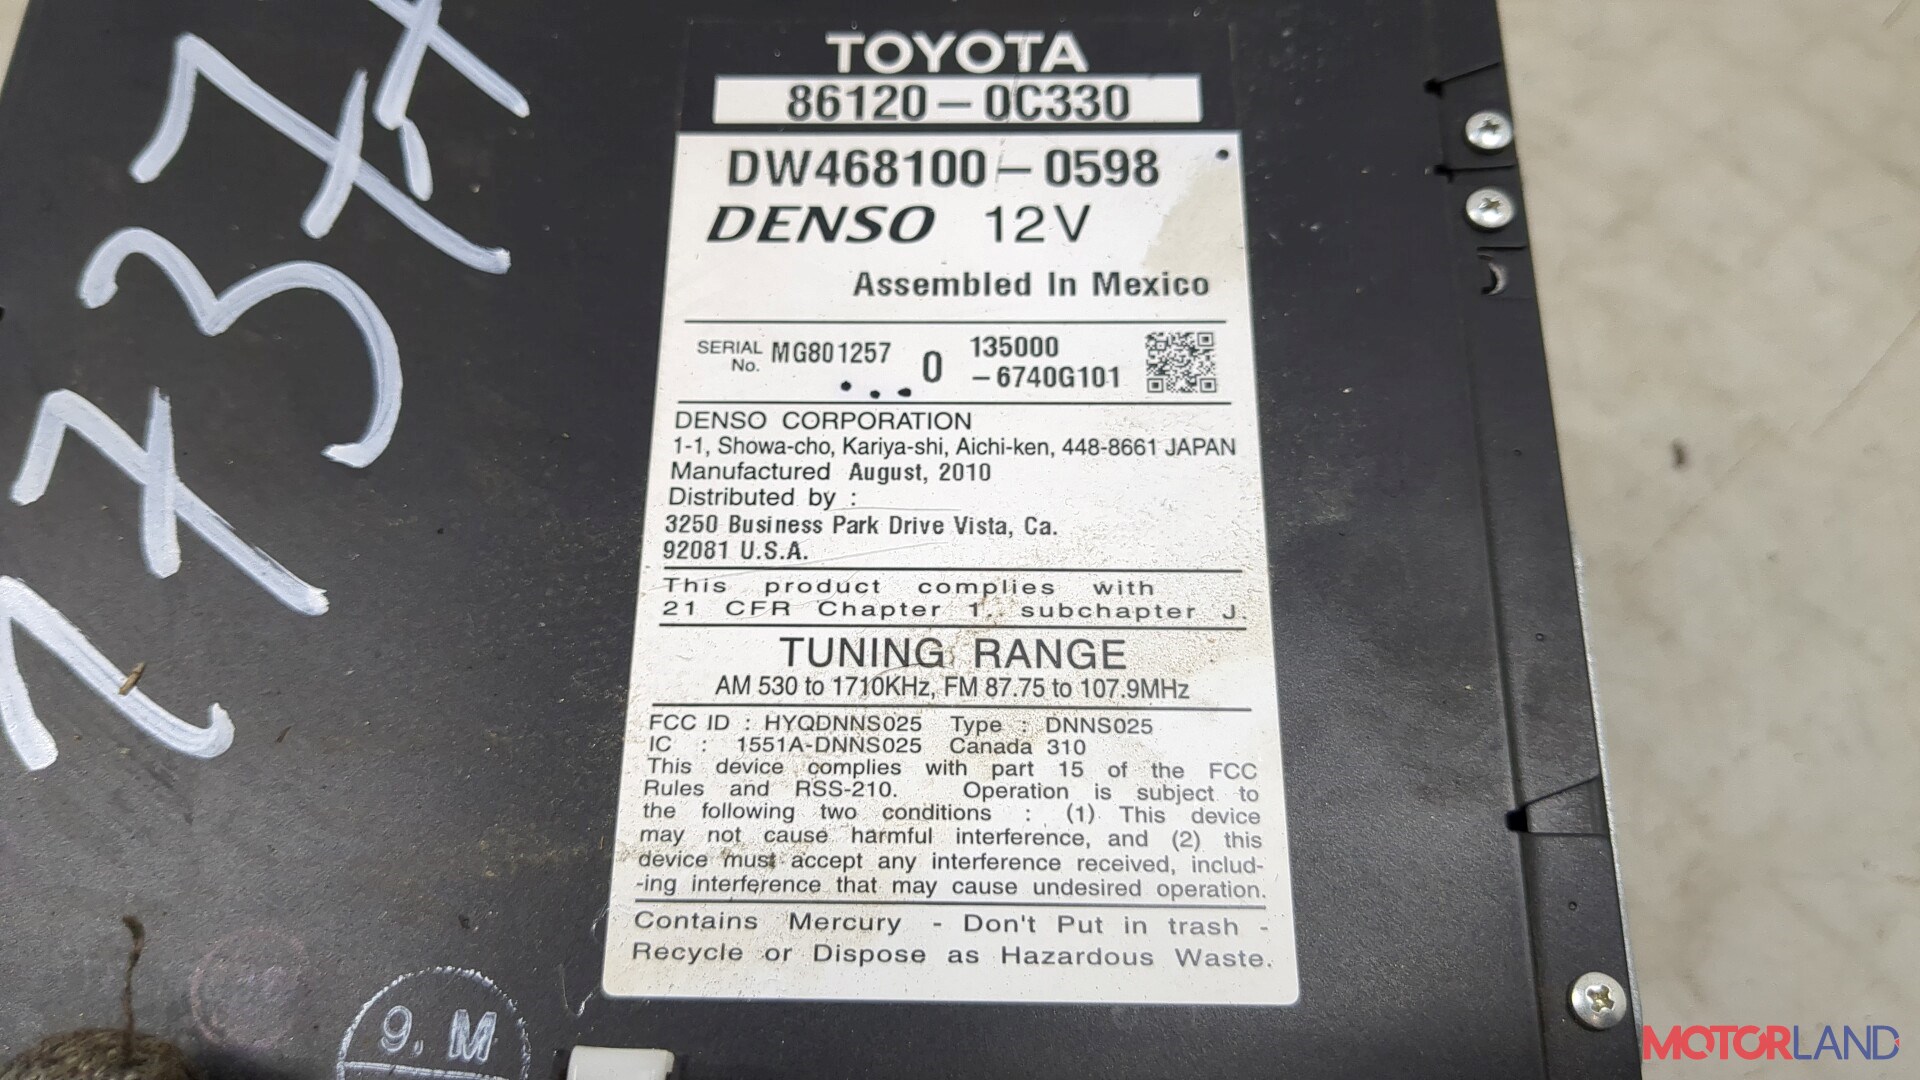 TOYOTA
86120-0C330
DW468100-0598
DENSO 12V
Assembled In Mexico
SERIAL No. MG801257 0 135000
-6740G101
DENSO CORPORATION
1-1, Showa-cho, Kariya-shi, Aichi-ken, 448-8661 JAPAN
Manufactured August, 2010
Distributed by :
3250 Business Park Drive Vista, Ca.
92081 U.S.A.
This product complies with
21 CFR Chapter 1, subchapter J.
TUNING RANGE
AM 530 to 1710KHz, FM 87.75 to 107.9MHz
FCC ID : HYQDNNS025 Type : DNNS025
IC : 1551A-DNNS025 Canada 310
This device complies with part 15 of the FCC
Rules and RSS-210. Operation is subject to
the following two conditions : (1) This device
may not cause harmful interference, and (2) this
device must accept any interference received, includ-
-ing interference that may cause undesired operation.
Contains Mercury - Don't Put in trash -
Recycle or Dispose as Hazardous Waste.
9. M
MOTORLAND